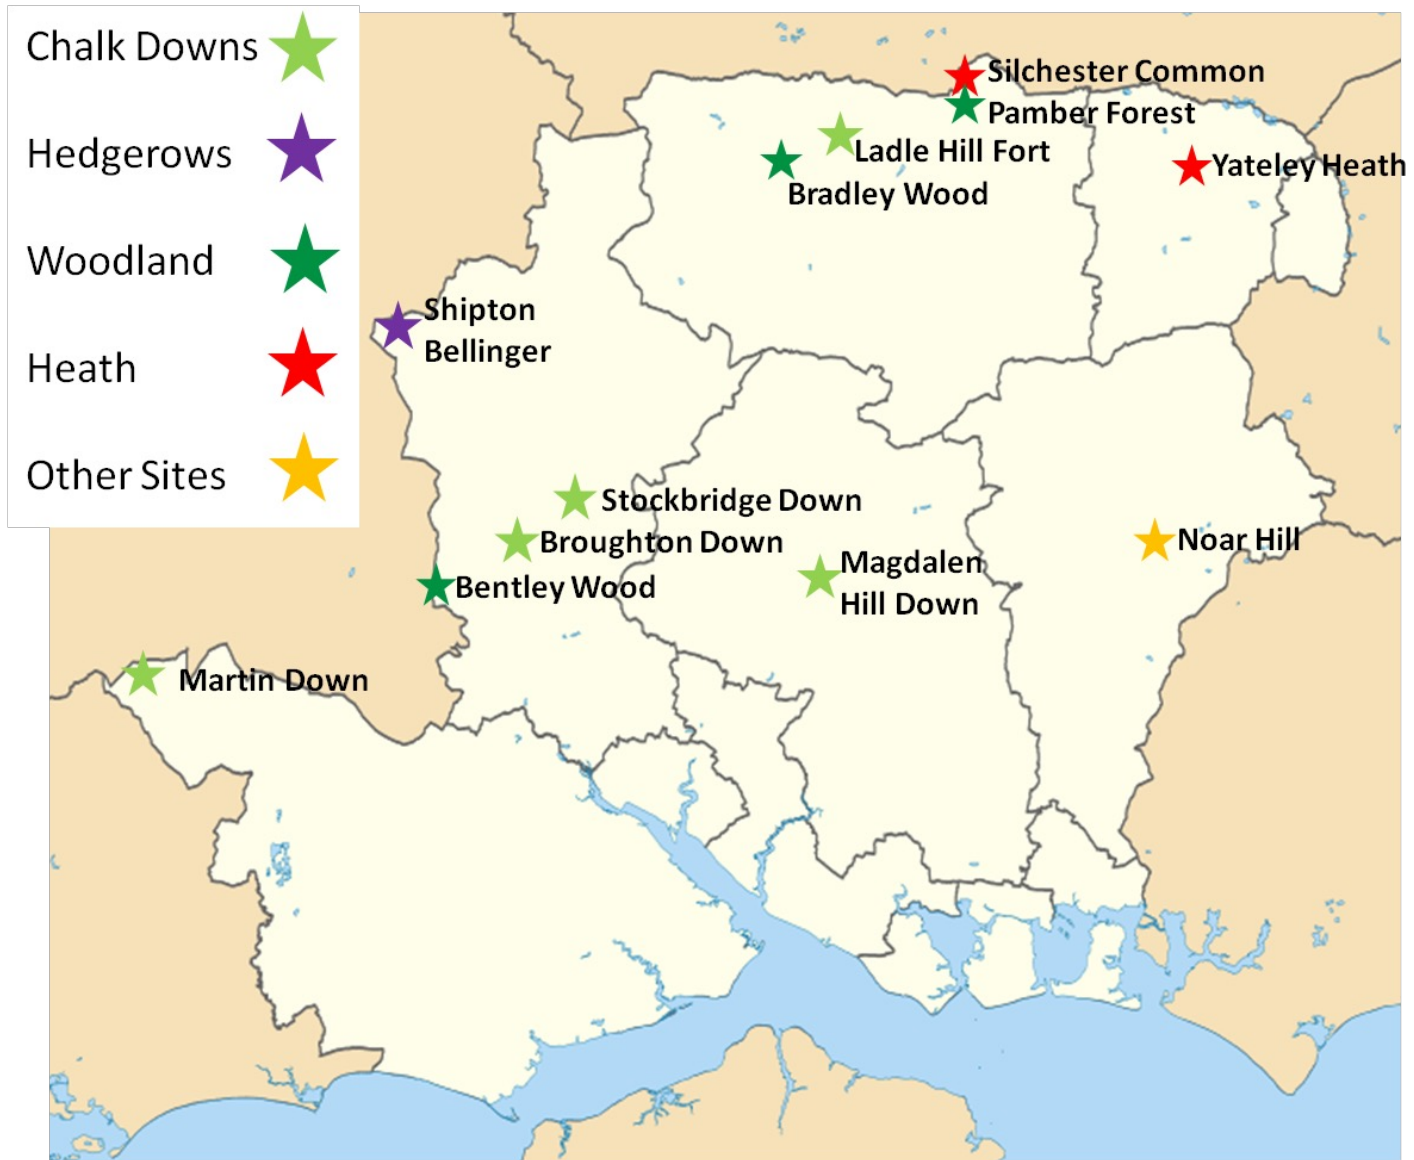 Chalk Downs
Hedgerows
Woodland
Heath
Other Sites
Silchester Common
Pamber Forest
Ladle Hill Fort
Bradley Wood
Yateley Heath
Shipton
Bellinger
Stockbridge Down
Broughton Down
Bentley Wood
Magdalen
Hill Down
Noar Hill
Martin Down